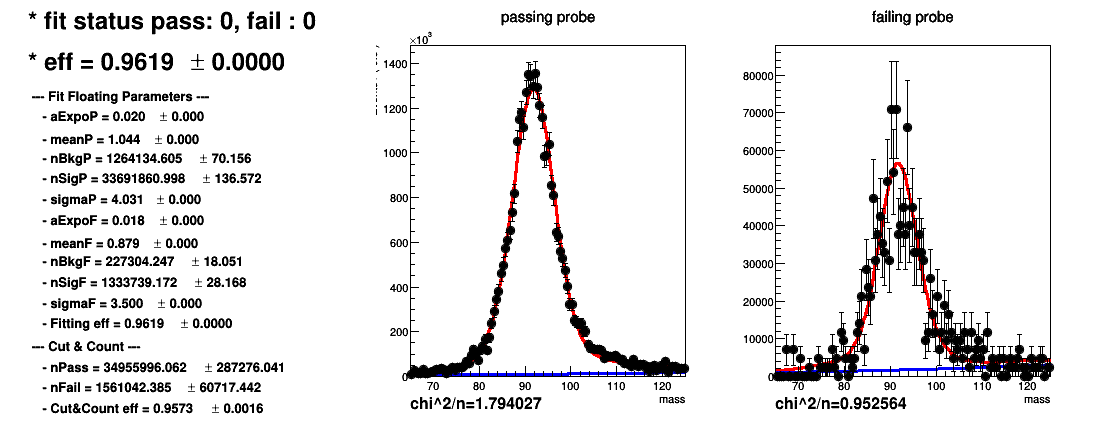 * fit status pass: 0, fail : 0
* eff = 0.9619 ± 0.0000
--- Fit Floating Parameters ---
- aExpoP = 0.020 ± 0.000
- meanP = 1.044 ± 0.000
- nBkgP = 1264134.605 ± 70.156
- nSigP = 33691860.998 ± 136.572
- sigmaP = 4.031 ± 0.000
- aExpoF = 0.018 ± 0.000
- meanF = 0.879 ± 0.000
- nBkgF = 227304.247 ± 18.051
- nSigF = 1333739.172 ± 28.168
- sigmaF = 3.500 ± 0.000
- Fitting eff = 0.9619 ± 0.0000
--- Cut & Count ---
- nPass = 34955996.062 ± 287276.041
- nFail = 1561042.385 ± 60717.442
- Cut&Count eff = 0.9573 ± 0.0016
passing probe
×10³
1400
1200
1000
800
600
400
200
0
70 80 90 100 110 120
mass
chi^2/n=1.794027
failing probe
80000
70000
60000
50000
40000
30000
20000
10000
0
70 80 90 100 110 120
mass
chi^2/n=0.952564